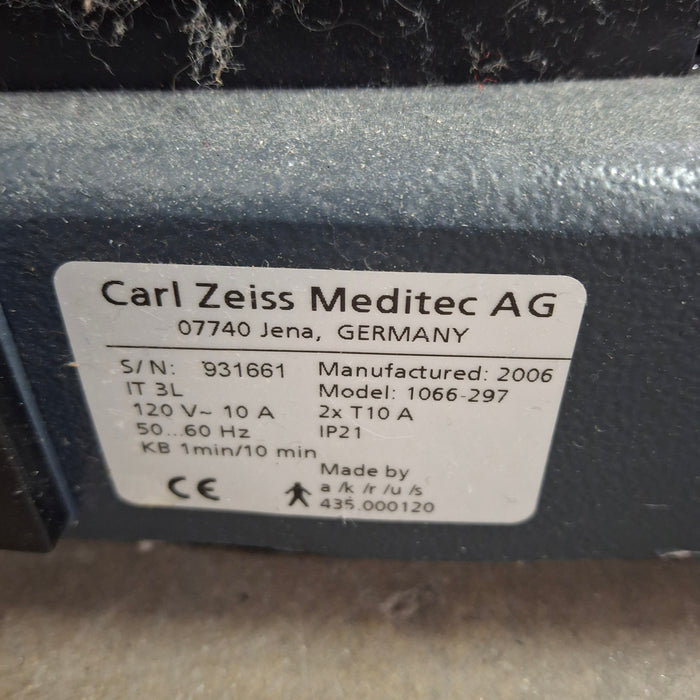 Carl Zeiss Meditec AG
07740 Jena, GERMANY
S/N: 931661 Manufactured: 2006
IT 3L Model: 1066-297
120 V~ 10 A 2x T10 A
50...60 Hz IP21
KB 1min/10 min
Made by
CE a /k /r /u /s
435.000120